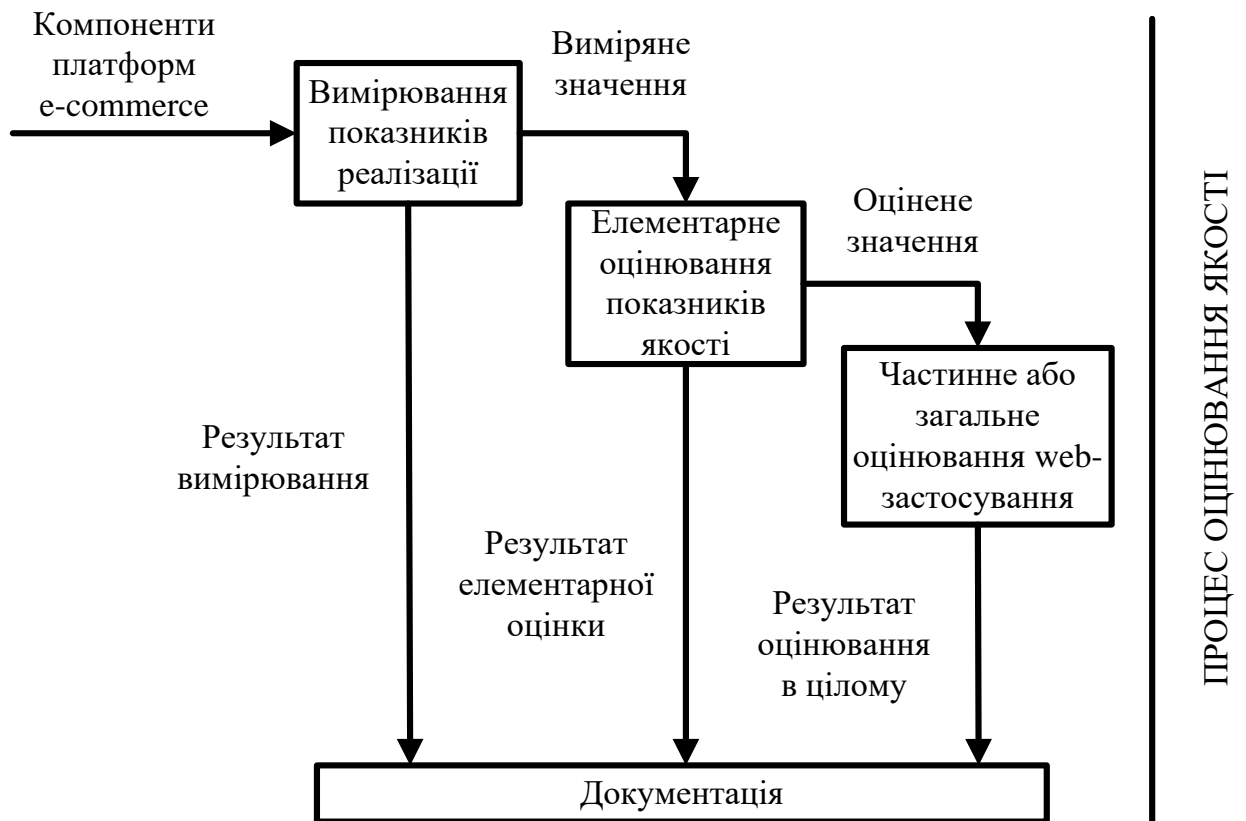 Компоненти
платформ
e-commerce
Вимірювання
показників
реалізації
Виміряне
значення
Елементарне
оцінювання
показників
якості
Оцінене
значення
Частинне або
загальне
оцінювання web-
застосування
Результат
вимірювання
Результат
елементарної
оцінки
Результат
оцінювання
в цілому
Документація
ПРОЦЕС ОЦІНЮВАННЯ ЯКОСТІ